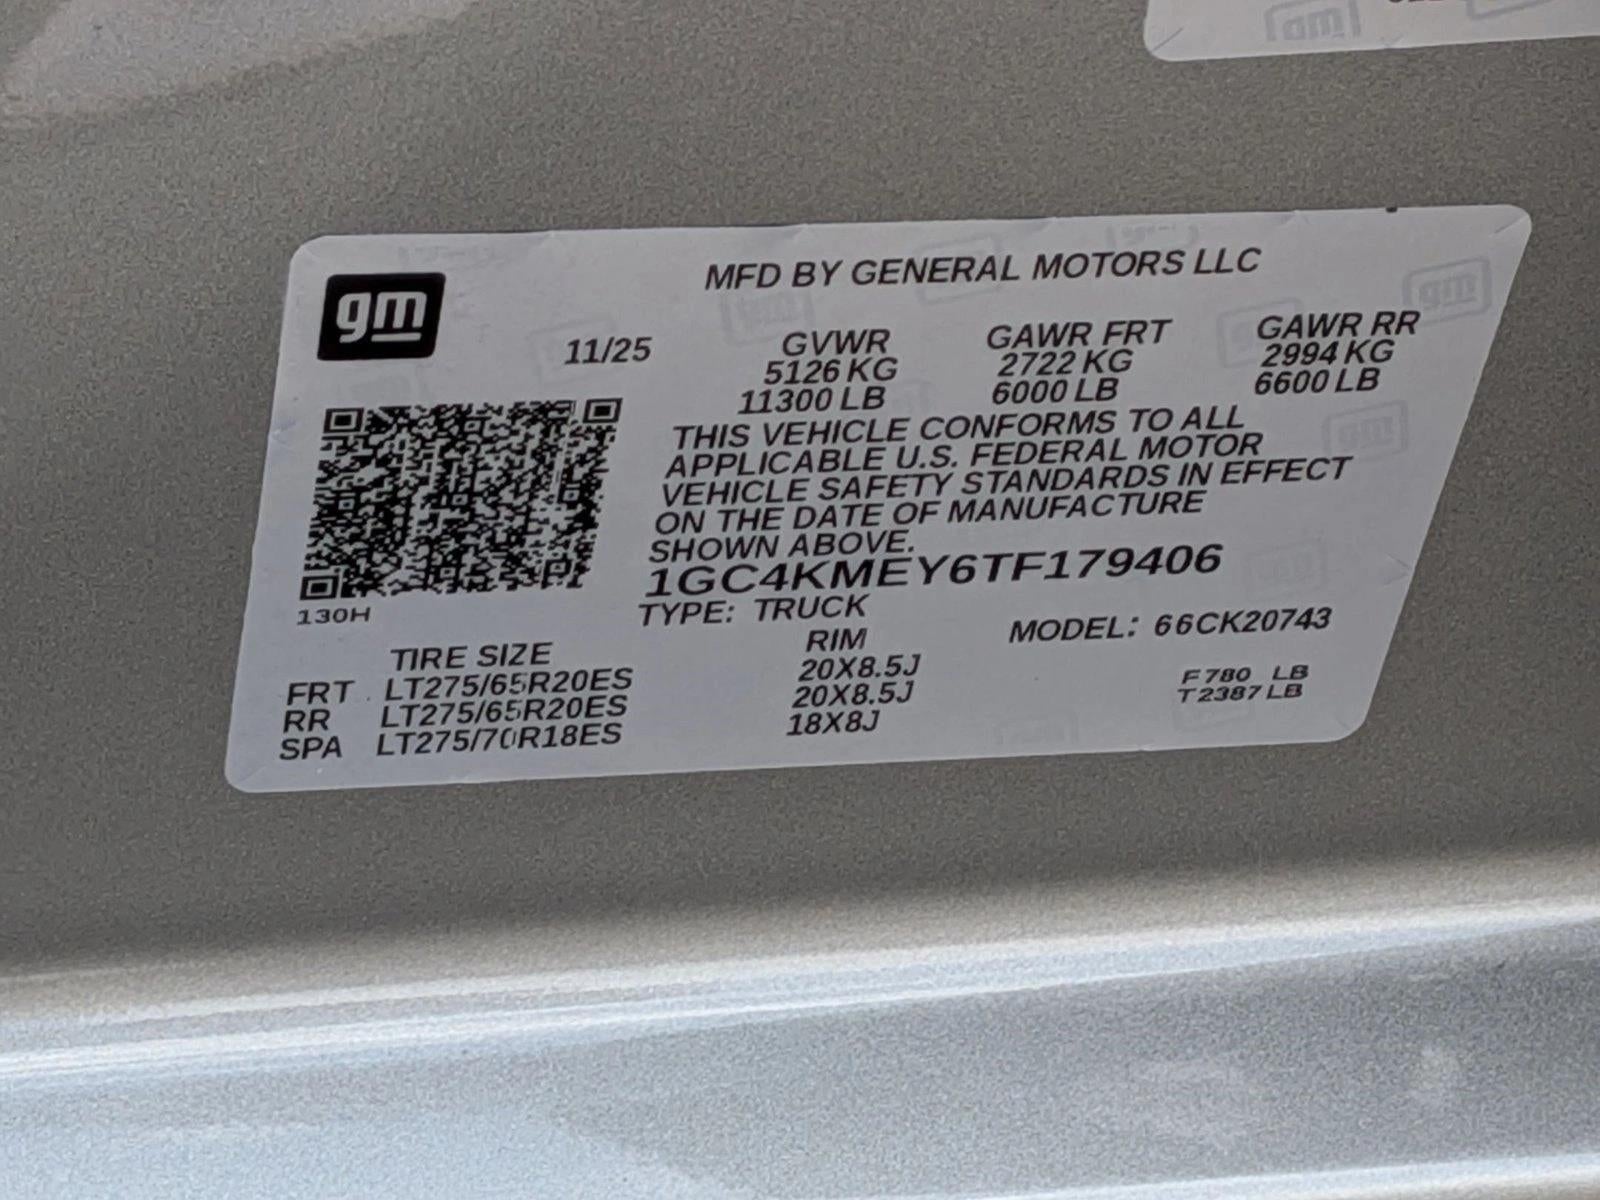 gm
MFD BY GENERAL MOTORS LLC
11/25
GVWR GAWR FRT GAWR RR
5126 KG 2722 KG 2994 KG
11300 LB 6000 LB 6600 LB
THIS VEHICLE CONFORMS TO ALL
APPLICABLE U.S. FEDERAL MOTOR
VEHICLE SAFETY STANDARDS IN EFFECT
ON THE DATE OF MANUFACTURE
SHOWN ABOVE.
1GC4KMEY6TF179406
130H
TYPE: TRUCK
MODEL: 66CK20743
TIRE SIZE RIM
FRT LT275/65R20ES 20X8.5J
RR LT275/65R20ES 20X8.5J
SPA LT275/70R18ES 18X8J
F 780 LB
T 2387 LB